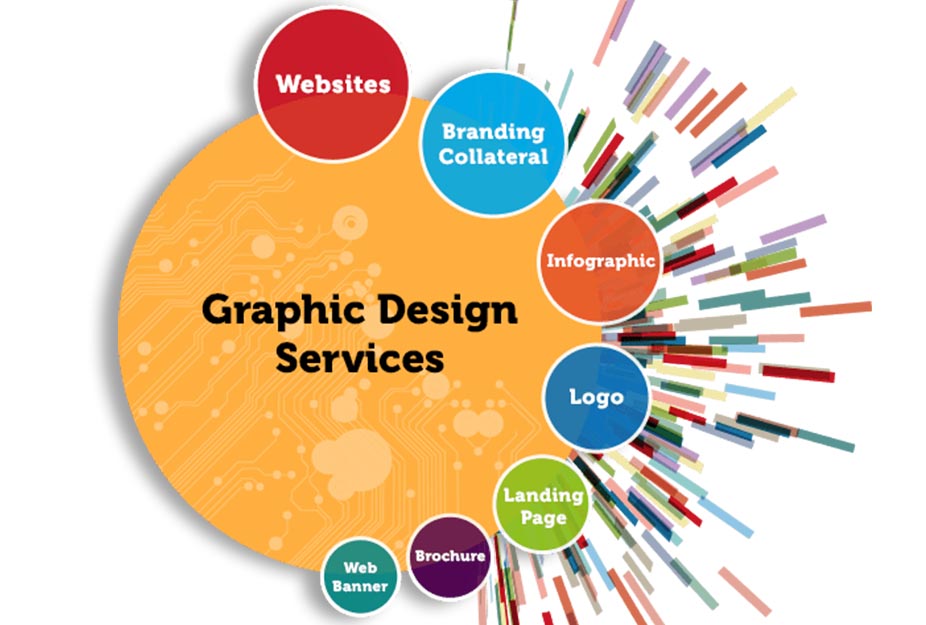 Websites
Branding
Collateral
Infographic
Graphic Design
Services
Logo
Landing
Page
Brochure
Web
Banner